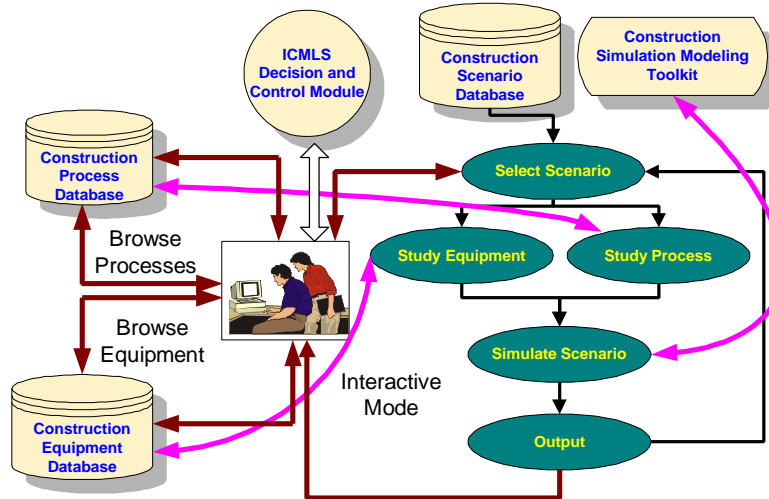 ICMLS
Decision and
Control Module
Construction
Scenario
Database
Construction
Simulation Modeling
Toolkit
Construction
Process
Database
Select Scenario
Browse
Processes
Study Equipment
Study Process
Browse
Equipment
Simulate Scenario
Interactive
Mode
Construction
Equipment
Database
Output